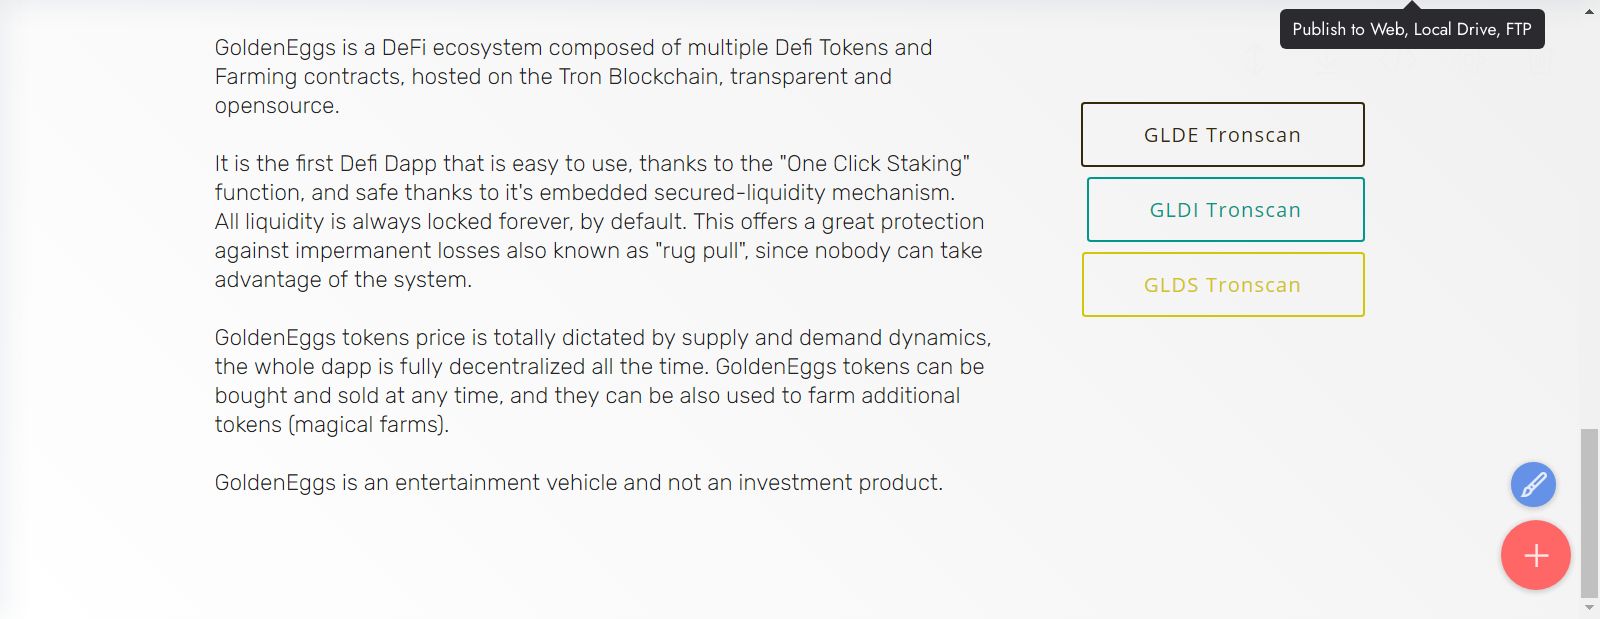 Publish to Web, Local Drive, FTP
GoldenEggs is a DeFi ecosystem composed of multiple Defi Tokens and
Farming contracts, hosted on the Tron Blockchain, transparent and
opensource.
It is the first Defi Dapp that is easy to use, thanks to the "One Click Staking"
function, and safe thanks to it's embedded secured-liquidity mechanism.
All liquidity is always locked forever, by default. This offers a great protection
against impermanent losses also known as "rug pull", since nobody can take
advantage of the system.
GoldenEggs tokens price is totally dictated by supply and demand dynamics,
the whole dapp is fully decentralized all the time. GoldenEggs tokens can be
bought and sold at any time, and they can be also used to farm additional
tokens (magical farms).
GoldenEggs is an entertainment vehicle and not an investment product.
GLDE Tronscan
GLDI Tronscan
GLDS Tronscan